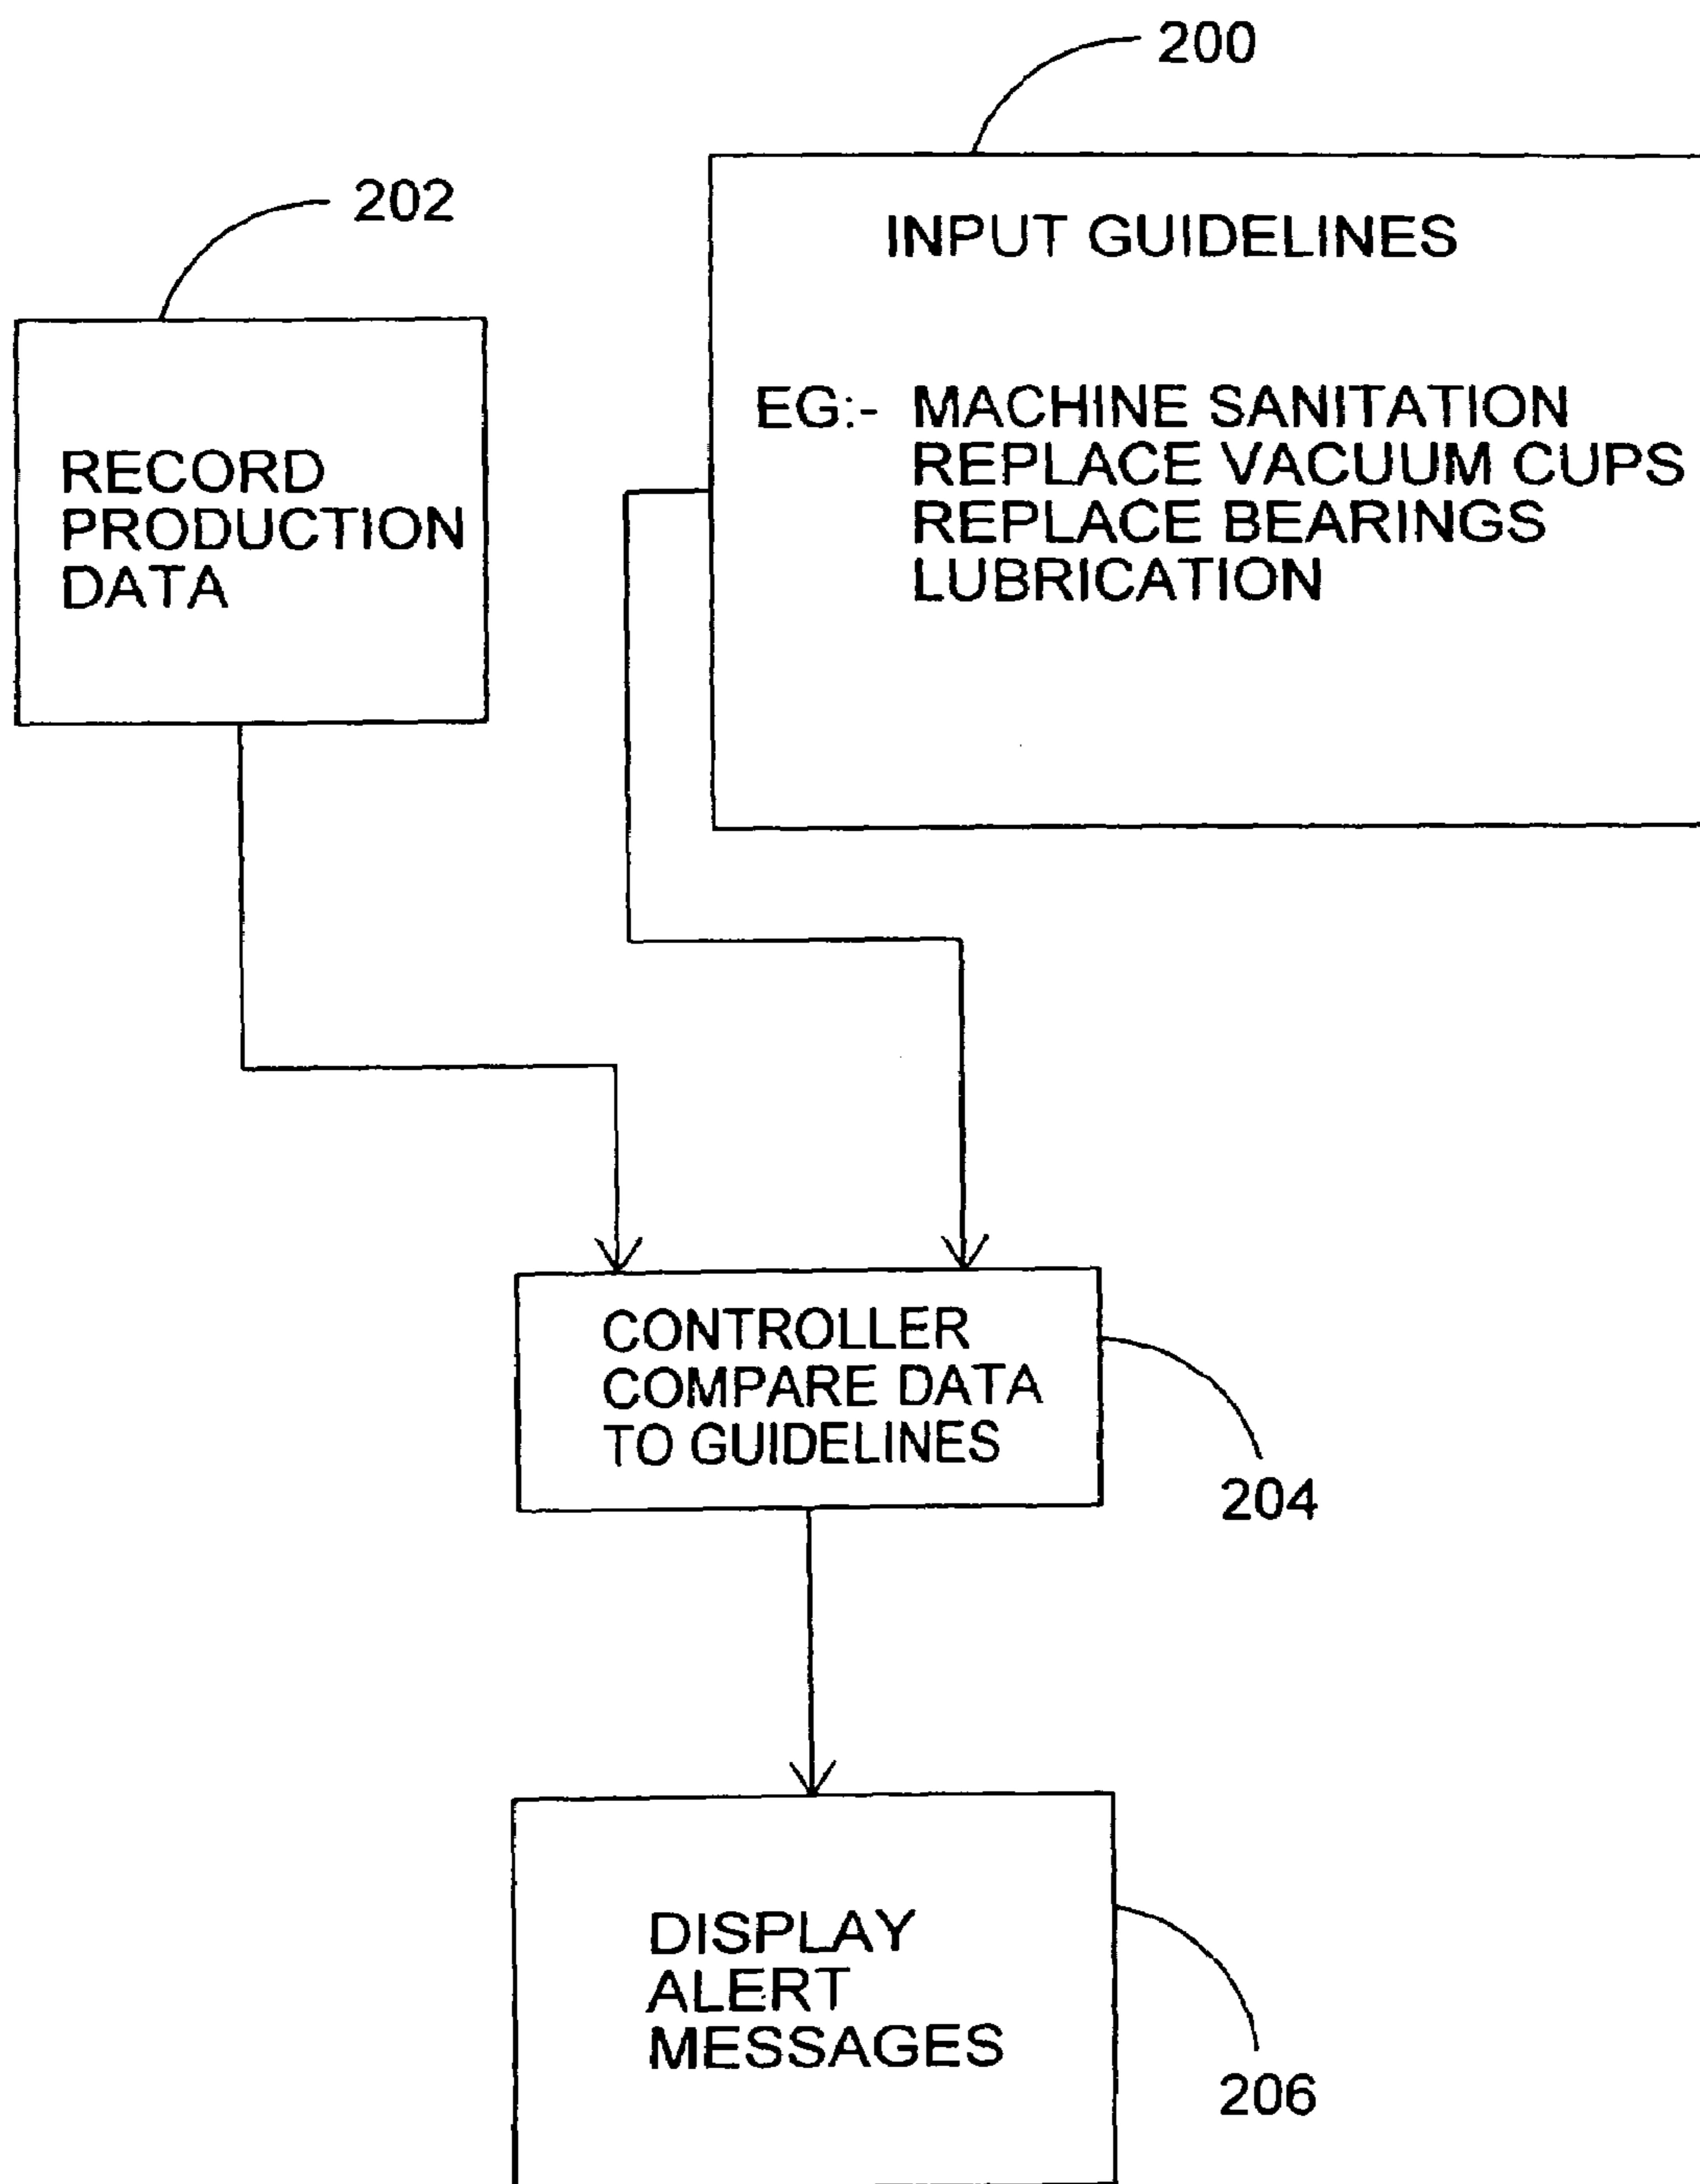 200
202
INPUT GUIDELINES
EG:- MACHINE SANITATION
REPLACE VACUUM CUPS
REPLACE BEARINGS
LUBRICATION
RECORD
PRODUCTION
DATA
CONTROLLER
COMPARE DATA
TO GUIDELINES
204
DISPLAY
ALERT
MESSAGES
206